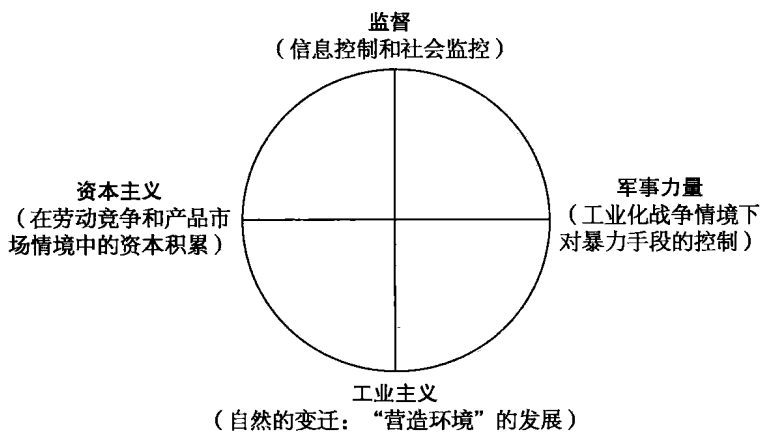 监督
（信息控制和社会监控）
资本主义
（在劳动竞争和产品市
场情境中的资本积累）
军事力量
（工业化战争情境下
对暴力手段的控制）
工业主义
（自然的变迁：“营造环境”的发展）